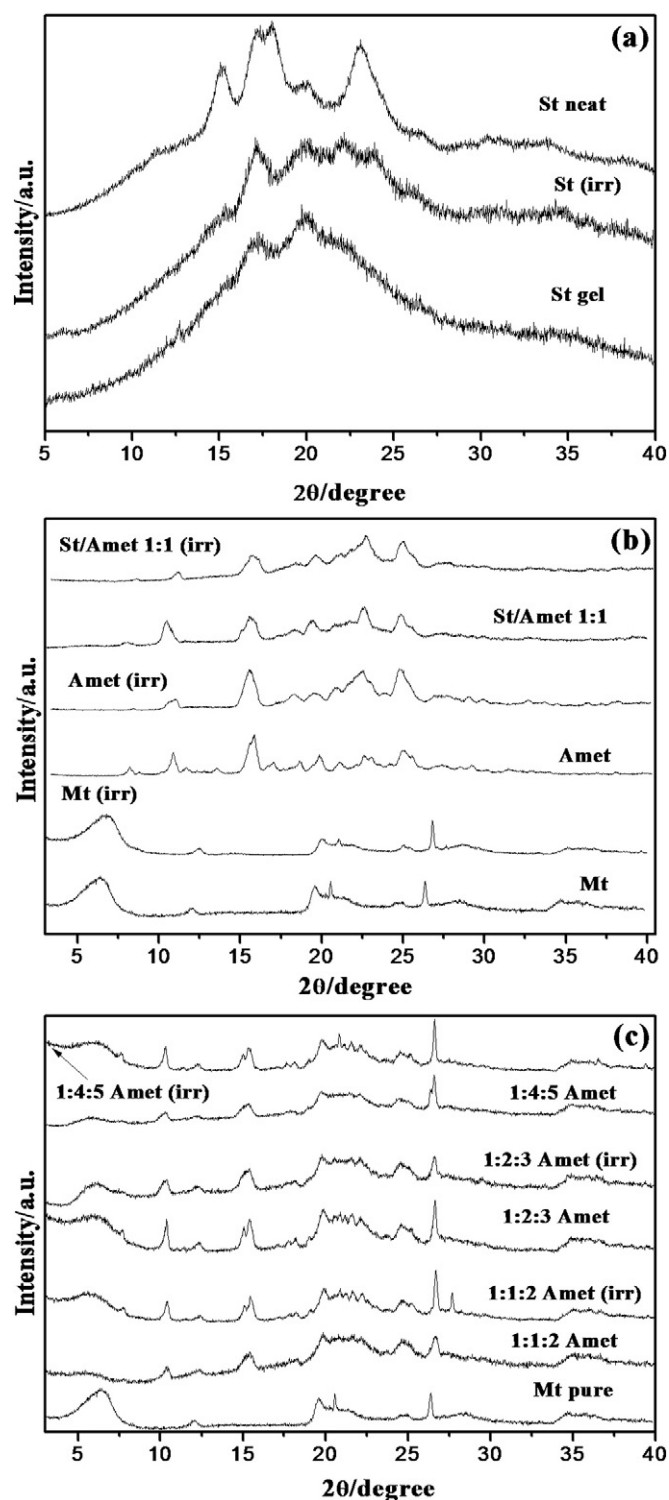 (a)
St neat
St (irr)
St gel
Intensity/a.u.
5 10 15 20 25 30 35 40
2θ/degree
(b)
St/Amet 1:1 (irr)
St/Amet 1:1
Amet (irr)
Amet
Mt (irr)
Mt
Intensity/a.u.
5 10 15 20 25 30 35 40
2θ/degree
(c)
1:4:5 Amet (irr)
1:4:5 Amet
1:2:3 Amet (irr)
1:2:3 Amet
1:1:2 Amet (irr)
1:1:2 Amet
Mt pure
Intensity/a.u.
5 10 15 20 25 30 35 40
2θ/degree